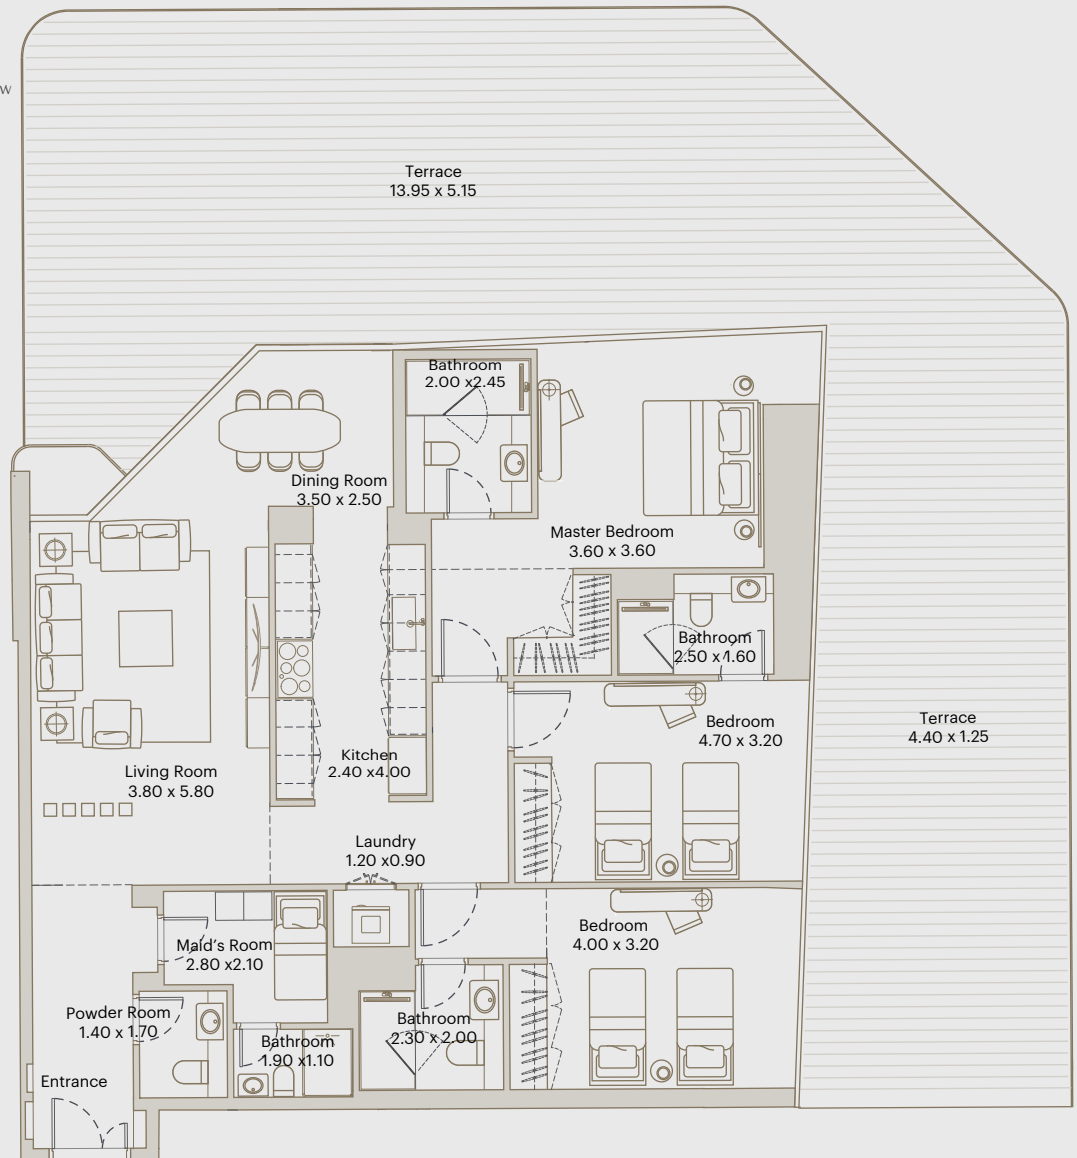 w
Terrace
13.95 x 5.15
Bathroom
2.00 x2.45
Dining Room
3.50 x 2.50
Master Bedroom
3.60 x 3.60
Bathroom
2.50 x 1.60
Bedroom
4.70 x 3.20
Terrace
4.40 x 1.25
Kitchen
2.40 x4.00
Living Room
3.80 x 5.80
Laundry
1.20 x0.90
Bedroom
4.00 x 3.20
Maid's Room
2.80 x2.10
Powder Room
1.40 x 1.70
Bathroom
2.30 x 2.00
Bathroom
1.90 x1.10
Entrance